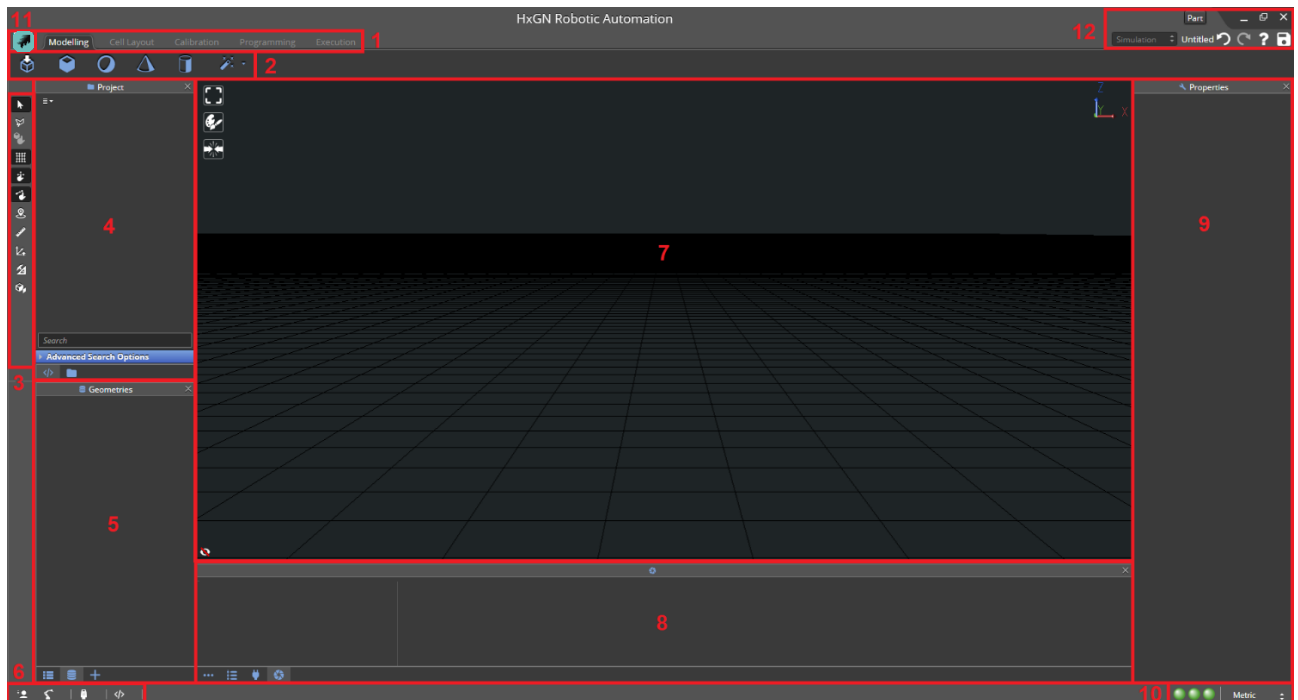 HxGN Robotic Automation
Part
11
Modelling Cell Layout Calibration Programming Execution 1
12 Simulation Untitled ?
2
Project
Properties
Z
Y X
4
9
7
Search
Advanced Search Options
3
Geometries
5
8
6
10 Metric